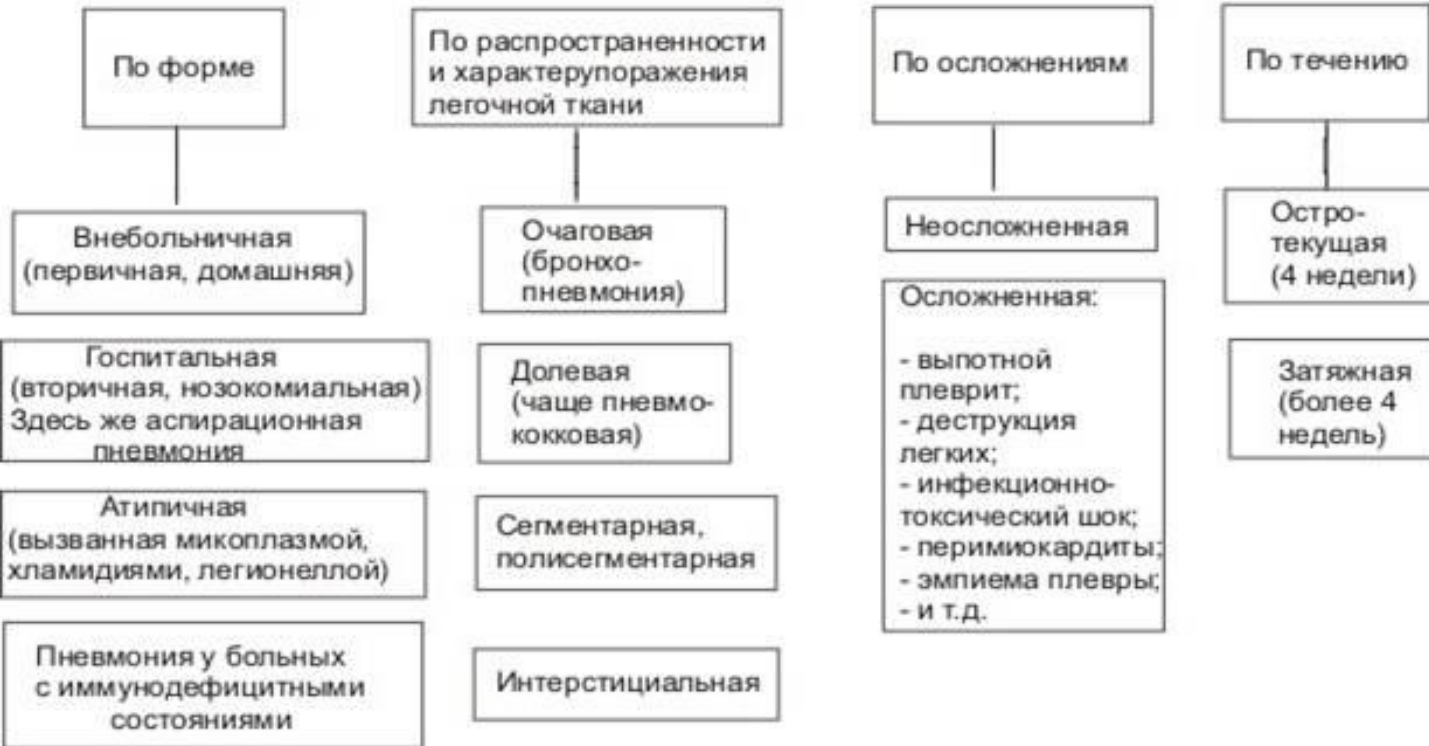 По форме
Внебольничная
(первичная, домашняя)
Госпитальная
(вторичная, нозокомиальная)
Здесь же аспирационная
пневмония
Атипичная
(вызванная микоплазмой,
хламидиями, легионеллой)
Пневмония у больных
с иммунодефицитными
состояниями
По распространенности
и характерупоражения
легочной ткани
Очаговая
(бронхо-
пневмония)
Долевая
(чаще пневмо-
кокковая)
Сегментарная,
полисегментарная
Интерстициальная
По осложнениям
Неосложненная
Осложненная:
- выпотной
плеврит;
- деструкция
легких;
- инфекционно-
токсический шок;
- перимиокардиты;
- эмпиема плевры;
- и т.д.
По течению
Остро-
текущая
(4 недели)
Затяжная
(более 4
недель)